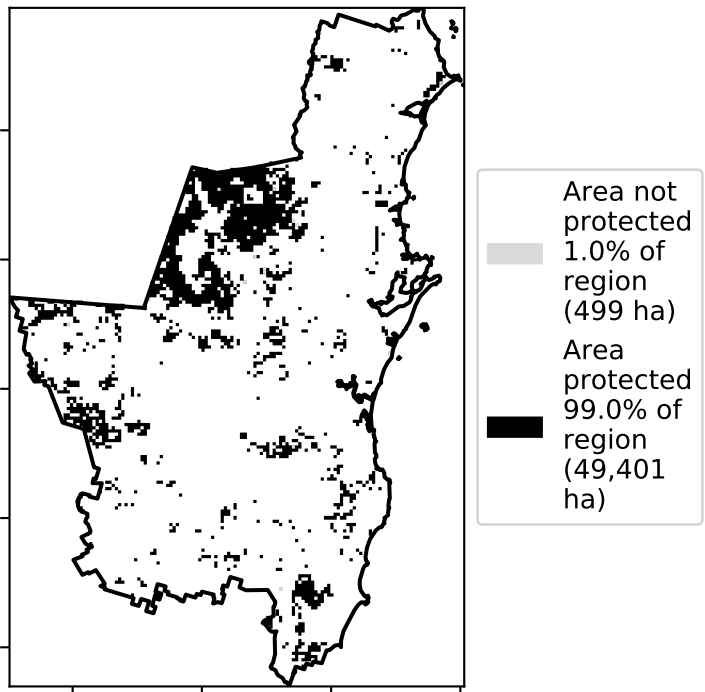 Area not
protected
1.0% of
region
(499 ha)
Area
protected
99.0% of
region
(49,401
ha)